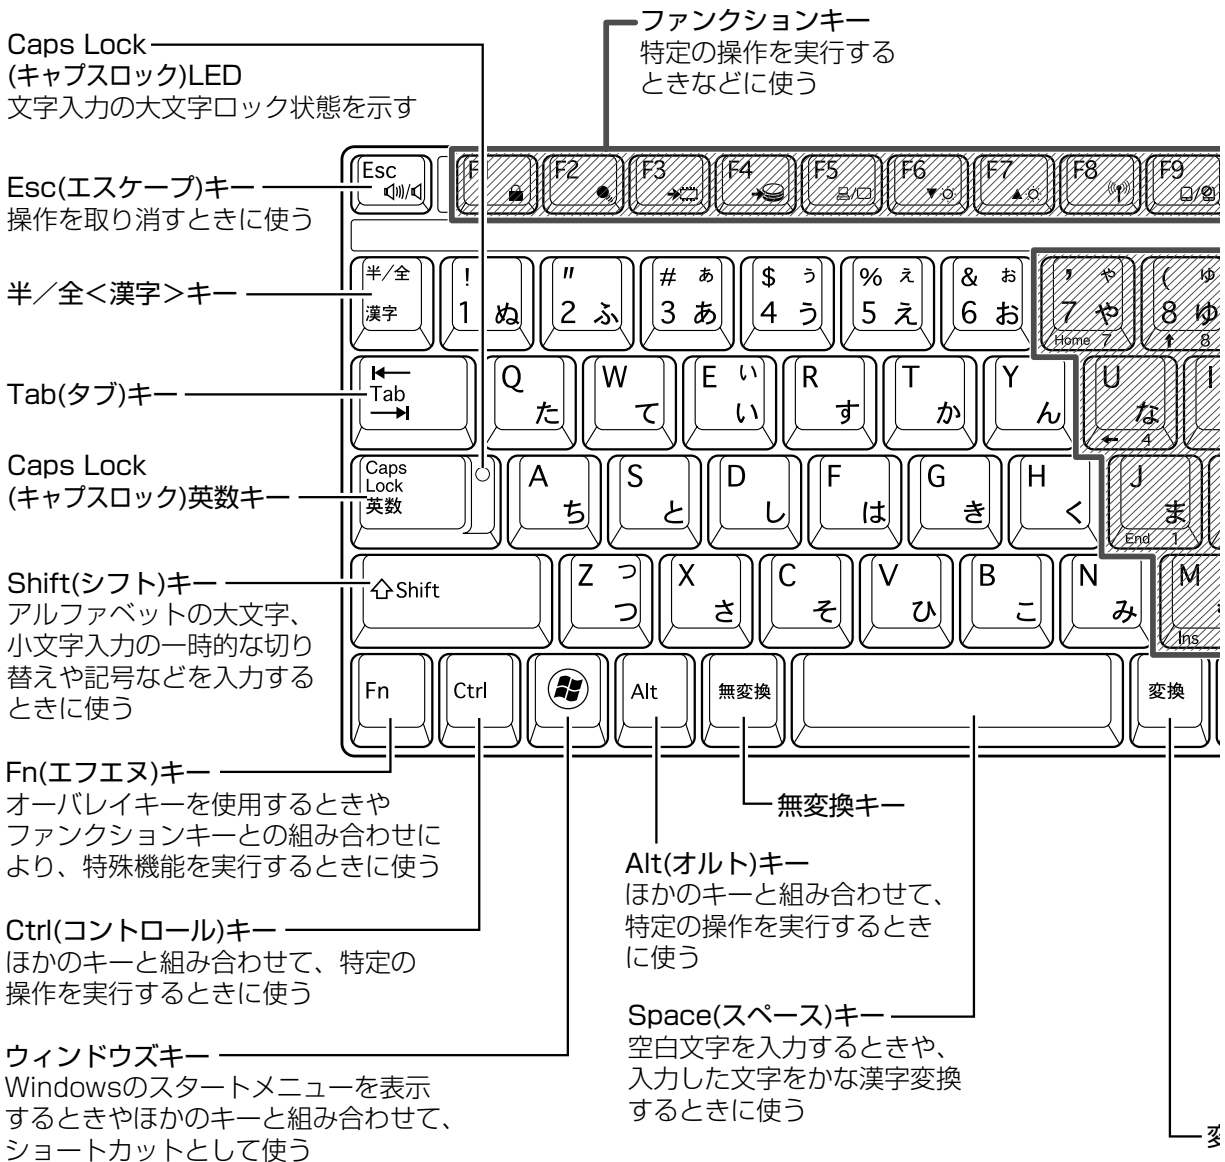 ファンクションキー
特定の操作を実行する
ときなどに使う
Caps Lock
(キャプスロック)LED
文字入力の大文字ロック状態を示す
Esc(エスケープ)キー
操作を取り消すときに使う
半／全<漢字>キー
Tab(タブ)キー
Caps Lock
(キャプスロック)英数キー
Shift(シフト)キー
アルファベットの大文字、
小文字入力の一時的な切り
替えや記号などを入力する
ときに使う
Esc F1 F2 F3 F4 F5 F6 F7 F8 F9
半／全 ! " # ぁ $ ぅ % ぇ & ぉ ' ゃ ( ゅ
漢字 1 ぬ 2 ふ 3 あ 4 う 5 え 6 お 7 や 8 ゆ
Home 7 8
Tab Q W E ぃ R T Y U I
た て い す か ん な
4
Caps
Lock
英数
A S D F G H J
ち と し は き く ま
End 1
Shift Z っ X C V B N M
つ さ そ ひ こ み
Ins
Fn Ctrl Alt 無変換 変換
Fn(エフエヌ)キー
オーバレイキーを使用するときや
ファンクションキーとの組み合わせに
より、特殊機能を実行するときに使う
Ctrl(コントロール)キー
ほかのキーと組み合わせて、特定の
操作を実行するときに使う
ウィンドウズキー
Windowsのスタートメニューを表示
するときやほかのキーと組み合わせて、
ショートカットとして使う
無変換キー
Alt(オルト)キー
ほかのキーと組み合わせて、
特定の操作を実行するとき
に使う
Space(スペース)キー
空白文字を入力するときや、
入力した文字をかな漢字変換
するときに使う